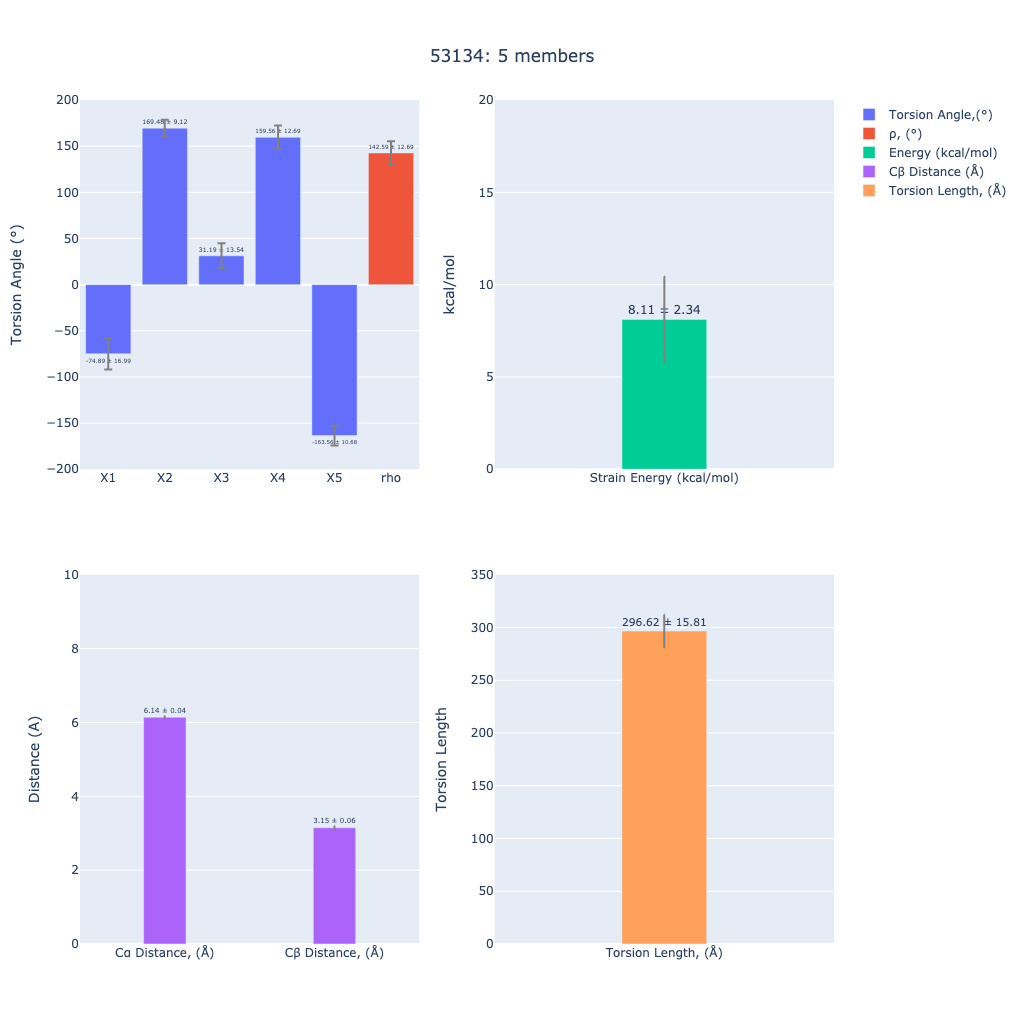 53134: 5 members
Torsion Angle (°)
200
150
100
50
0
−50
−100
−150
−200
169.48 ± 9.12
159.56 ± 12.69
142.59 ± 12.69
31.19 ± 13.54
-74.89 ± 16.99
-163.56 ± 10.68
X1 X2 X3 X4 X5 rho
kcal/mol
20
15
10
5
0
8.11 ± 2.34
Strain Energy (kcal/mol)
Torsion Angle,(°)
ρ, (°)
Energy (kcal/mol)
Cβ Distance (Å)
Torsion Length, (Å)
Distance (A)
10
8
6
4
2
0
6.14 ± 0.04
3.15 ± 0.06
Cα Distance, (Å) Cβ Distance, (Å)
Torsion Length
350
300
250
200
150
100
50
0
296.62 ± 15.81
Torsion Length, (Å)